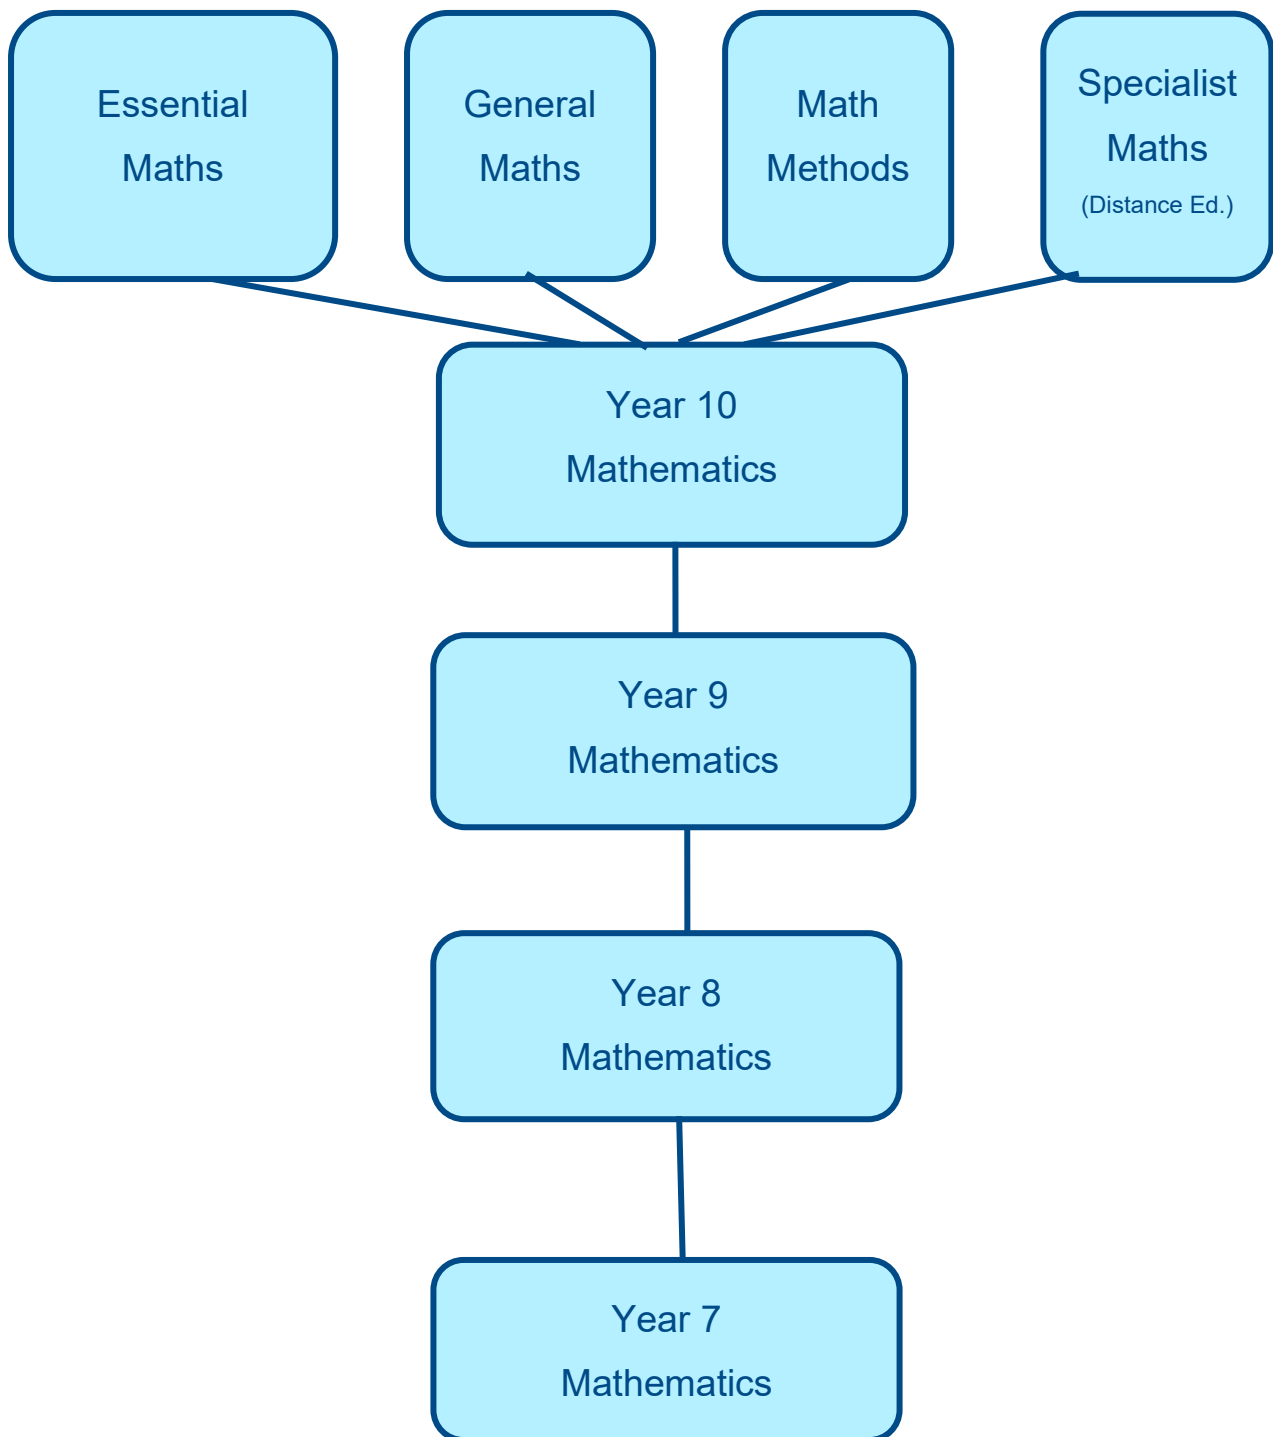 Essential
Maths
General
Maths
Math
Methods
Specialist
Maths
(Distance Ed.)
Year 10
Mathematics
Year 9
Mathematics
Year 8
Mathematics
Year 7
Mathematics